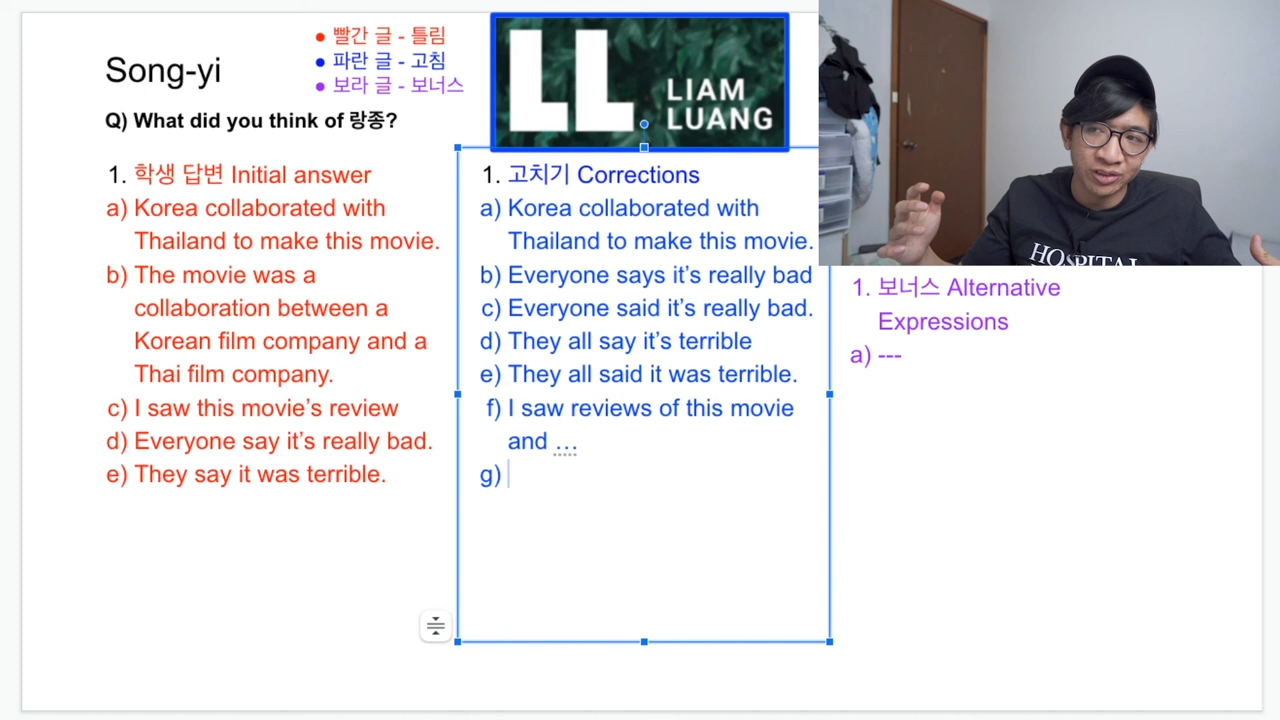 Song-yi
● 빨간 글 - 틀림
● 파란 글 - 고침
● 보라 글 - 보너스
Q) What did you think of 랑종?
LL LIAM
LUANG
1. 학생 답변 Initial answer
a) Korea collaborated with
Thailand to make this movie.
b) The movie was a
collaboration between a
Korean film company and a
Thai film company.
c) I saw this movie's review
d) Everyone say it's really bad.
e) They say it was terrible.
1. 고치기 Corrections
a) Korea collaborated with
Thailand to make this movie.
b) Everyone says it's really bad
c) Everyone said it's really bad.
d) They all say it's terrible
e) They all said it was terrible.
f) I saw reviews of this movie
and …
g)
HOSPITAL
1. 보너스 Alternative
Expressions
a) ---